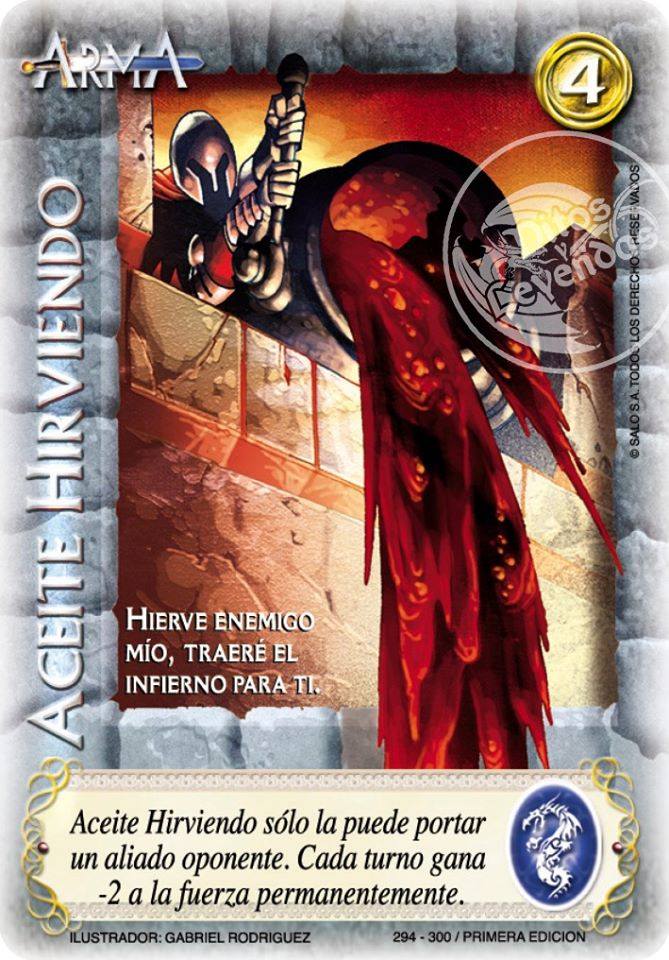 ARMA
4
ACEITE HIRVIENDO
Mitos
y
Leyendas
© SALO S.A. TODOS LOS DERECHOS RESERVADOS
HIERVE ENEMIGO
MÍO, TRAERÉ EL
INFIERNO PARA TI.
Aceite Hirviendo sólo la puede portar
un aliado oponente. Cada turno gana
-2 a la fuerza permanentemente.
ILUSTRADOR: GABRIEL RODRIGUEZ 294 - 300 / PRIMERA EDICION